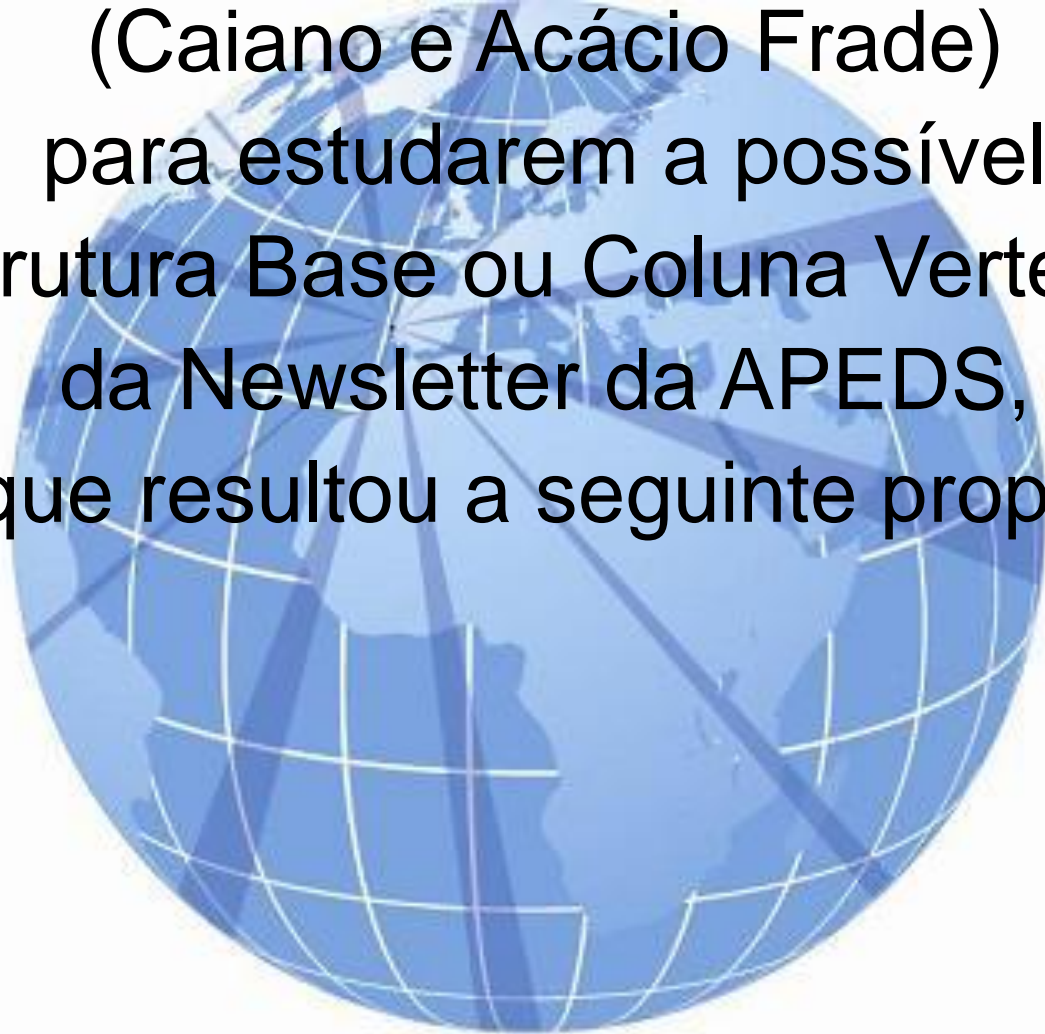 (Caiano e Acácio Frade)
para estudarem a possível
rutura Base ou Coluna Verte
da Newsletter da APEDS,
que resultou a seguinte prop